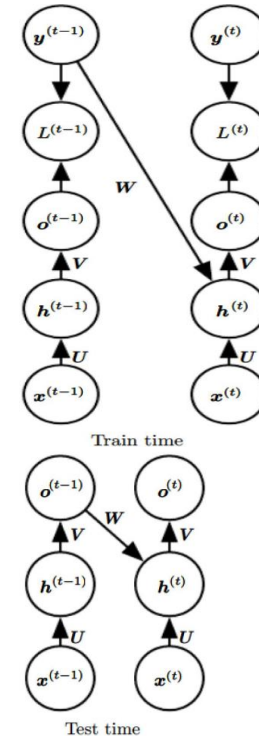 y^(t−1) y^(t)
L^(t−1) L^(t)
W
o^(t−1) o^(t)
V V
h^(t−1) h^(t)
U U
x^(t−1) x^(t)
Train time
o^(t−1) o^(t)
W
V V
h^(t−1) h^(t)
U U
x^(t−1) x^(t)
Test time